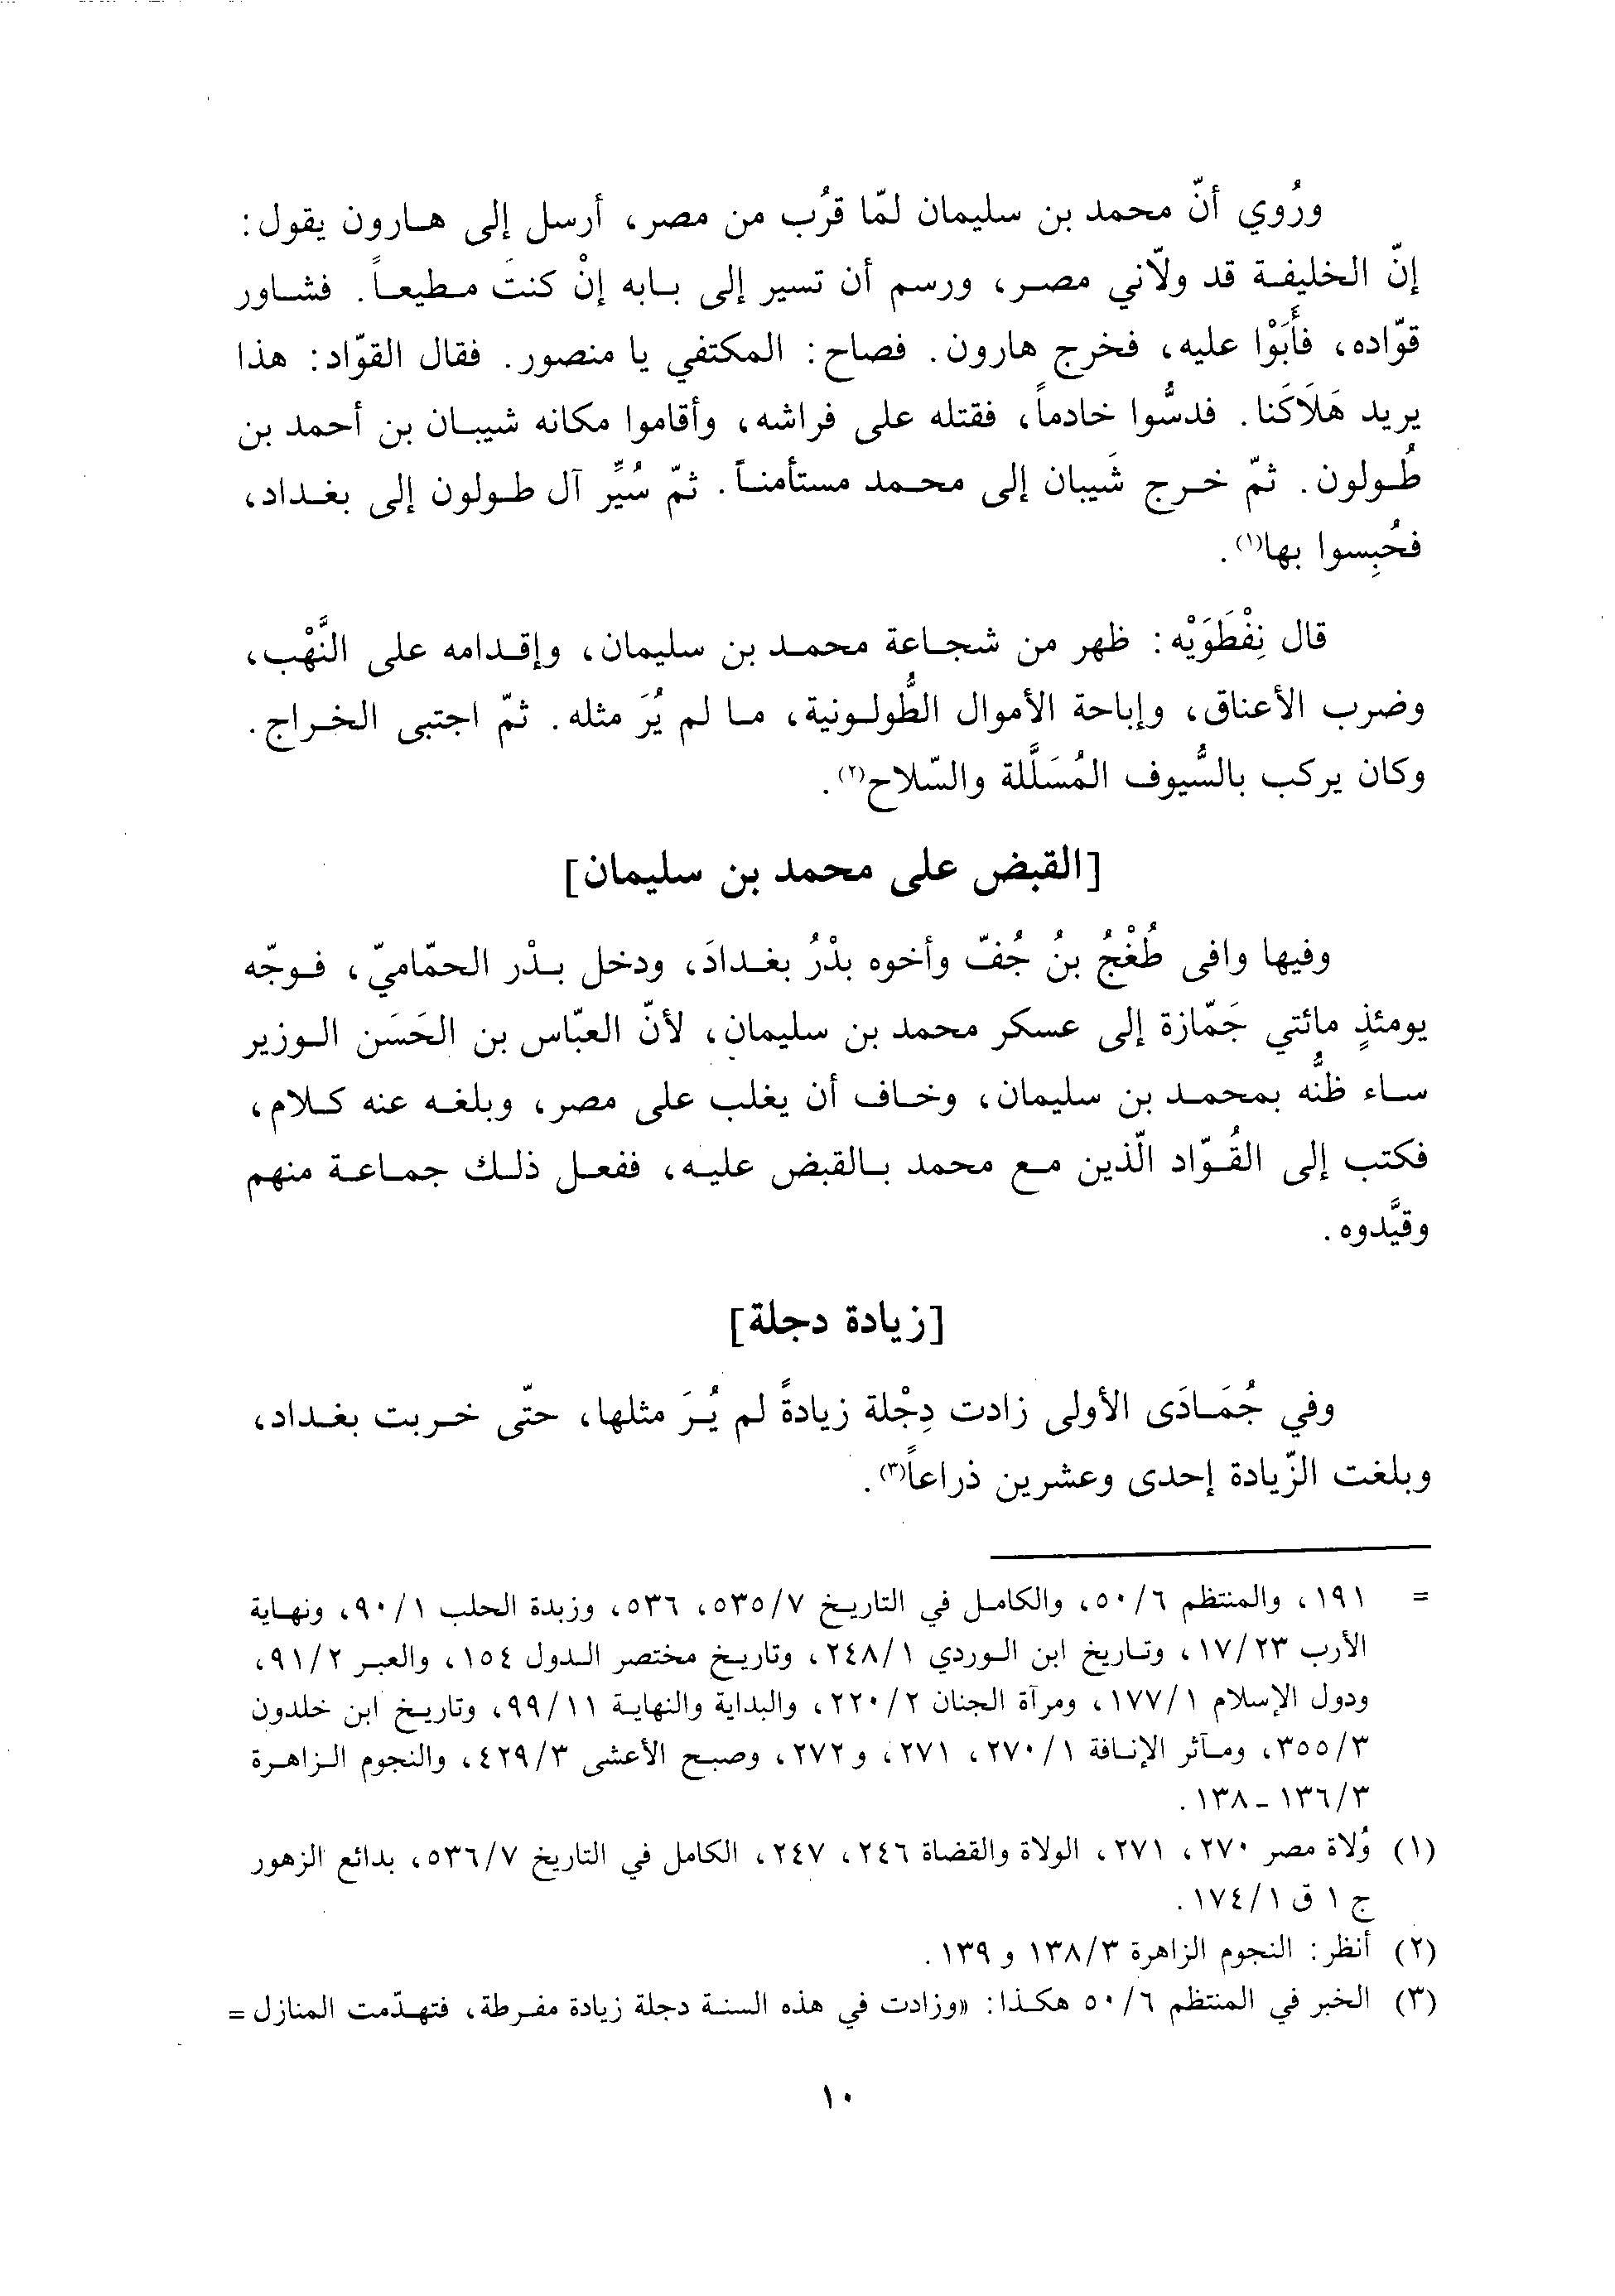 ورُوي أنّ محمد بن سليمان لمّا قرُب من مصر، أرسل إلى هارون يقول:
إنّ الخليفة قد ولّاني مصر، ورسم أن تسير إلى بابه إنْ كنتَ مطيعاً. فشاور
قوّاده، فأَبَوْا عليه، فخرج هارون. فصاح: المكتفي يا منصور. فقال القوّاد: هذا
يريد هَلَاكَنا. فدسُّوا خادماً، فقتله على فراشه، وأقاموا مكانه شيبان بن أحمد بن
طُولون. ثمّ خرج شَيبان إلى محمد مستأمناً. ثمّ سُيِّر آل طولون إلى بغداد،
فحُبِسوا بها(١).
قال نِفْطَوَيْه: ظهر من شجاعة محمد بن سليمان، وإقدامه على النَّهْب،
وضرب الأعناق، وإباحة الأموال الطُّولونية، ما لم يُرَ مثله. ثمّ اجتبى الخراج.
وكان يركب بالسُّيوف المُسَلَّلة والسّلاح(٢).
[القبض على محمد بن سليمان]
وفيها وافى طُغْجُ بنُ جُفّ وأخوه بدْرُ بغدادَ، ودخل بدْر الحمّاميّ، فوجّه
يومئذٍ مائتي جَمّازة إلى عسكر محمد بن سليمان، لأنّ العبّاس بن الحَسَن الوزير
ساء ظنُّه بمحمد بن سليمان، وخاف أن يغلب على مصر، وبلغه عنه كلام،
فكتب إلى القُوّاد الّذين مع محمد بالقبض عليه، ففعل ذلك جماعة منهم
وقيَّدوه.
[زيادة دجلة]
وفي جُمَادَى الأولى زادت دِجْلة زيادةً لم يُرَ مثلها، حتّى خربت بغداد،
وبلغت الزّيادة إحدى وعشرين ذراعاً(٣).
= ١٩١، والمنتظم ٥٠/٦، والكامل في التاريخ ٥٣٥/٧، ٥٣٦، وزبدة الحلب ٩٠/١، ونهاية
الأرب ١٧/٢٣، وتاريخ ابن الوردي ٢٤٨/١، وتاريخ مختصر الدول ١٥٤، والعبر ٩١/٢،
ودول الإسلام ١٧٧/١، ومرآة الجنان ٢٢٠/٢، والبداية والنهاية ٩٩/١١، وتاريخ ابن خلدون
٣٥٥/٣، ومآثر الإنافة ٢٧٠/١، ٢٧١، و٢٧٢، وصبح الأعشى ٤٢٩/٣، والنجوم الزاهرة
١٣٦/٣ - ١٣٨.
(١) وُلاة مصر ٢٧٠، ٢٧١، الولاة والقضاة ٢٤٦، ٢٤٧، الكامل في التاريخ ٥٣٦/٧، بدائع الزهور
ج ١ ق ١٧٤/١.
(٢) أنظر: النجوم الزاهرة ١٣٨/٣ و ١٣٩.
(٣) الخبر في المنتظم ٥٠/٦ هكذا: «وزادت في هذه السنة دجلة زيادة مفرطة، فتهدّمت المنازل =
١٠